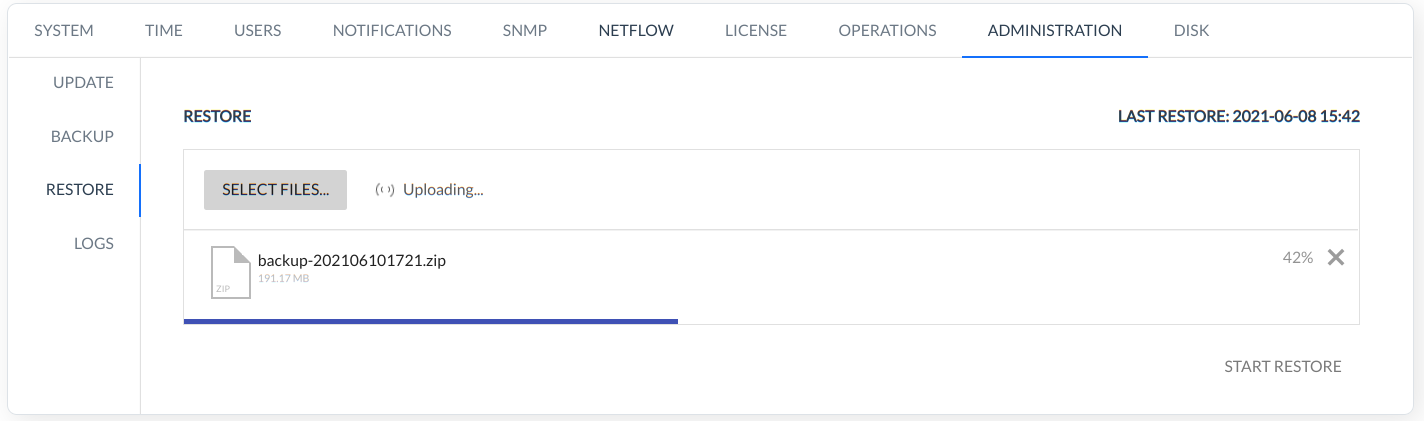 SYSTEM TIME USERS NOTIFICATIONS SNMP NETFLOW LICENSE OPERATIONS ADMINISTRATION DISK
UPDATE
BACKUP
RESTORE
LOGS
RESTORE LAST RESTORE: 2021-06-08 15:42
SELECT FILES... Uploading...
backup-202106101721.zip 42%
191.17 MB
ZIP
START RESTORE